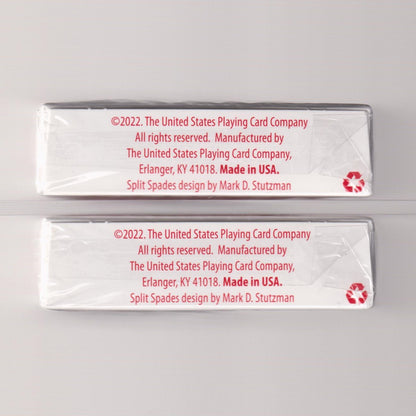 ©2022. The United States Playing Card Company
All rights reserved. Manufactured by
The United States Playing Card Company,
Erlanger, KY 41018. Made in USA.
Split Spades design by Mark D. Stutzman
©2022. The United States Playing Card Company
All rights reserved. Manufactured by
The United States Playing Card Company,
Erlanger, KY 41018. Made in USA.
Split Spades design by Mark D. Stutzman